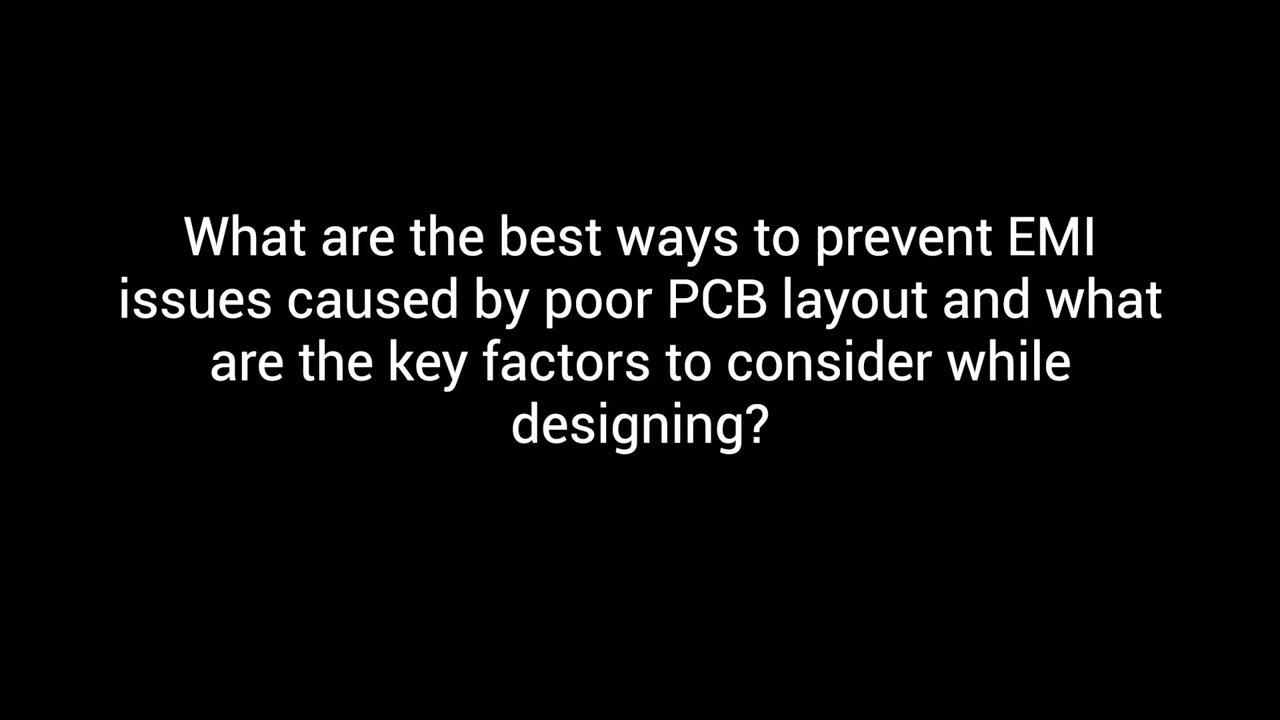 What are the best ways to prevent EMI
issues caused by poor PCB layout and what
are the key factors to consider while
designing?